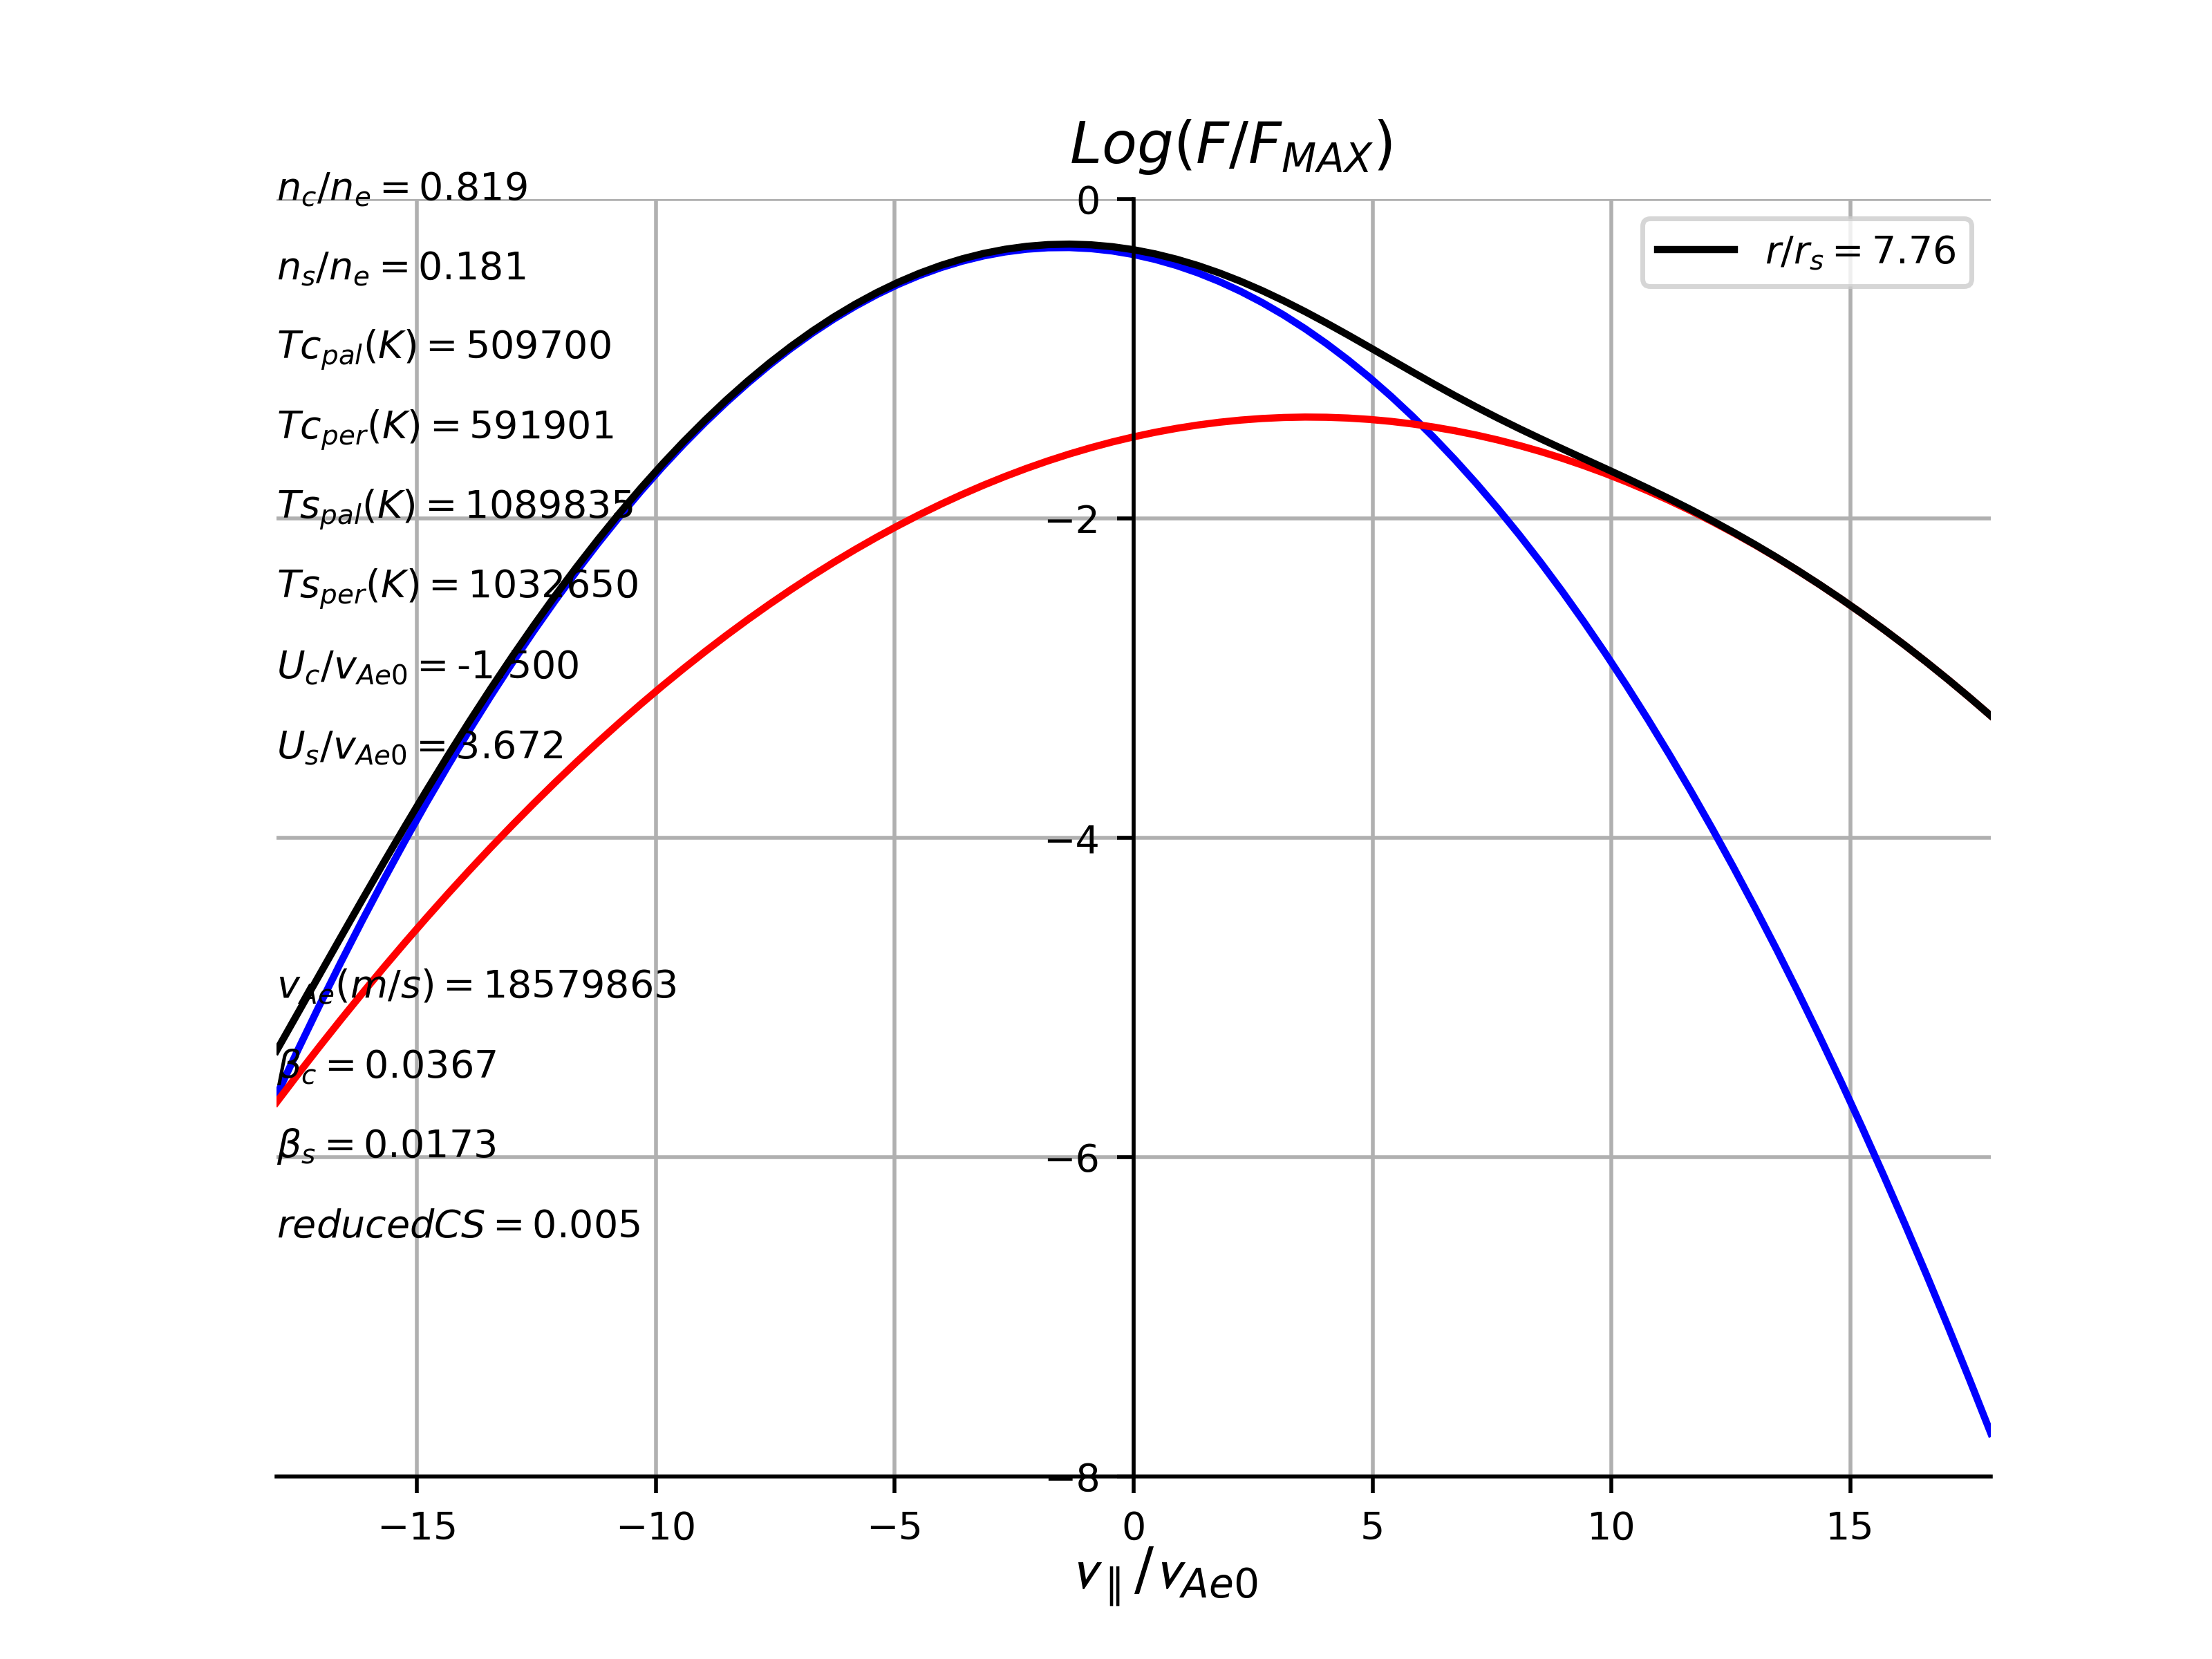 Log(F/F_MAX)
n_c/n_e = 0.819
n_s/n_e = 0.181
Tc_pal(K) = 509700
Tc_per(K) = 591901
Ts_pal(K) = 1089835
Ts_per(K) = 1032650
U_c/v_Ae0 = -1.500
U_s/v_Ae0 = 3.672
v_Ae(m/s) = 18579863
β_c = 0.0367
β_s = 0.0173
reducedCS = 0.005
r/r_s = 7.76
0
−2
−4
−6
−8
−15 −10 −5 0 5 10 15
v_∥/v_Ae0